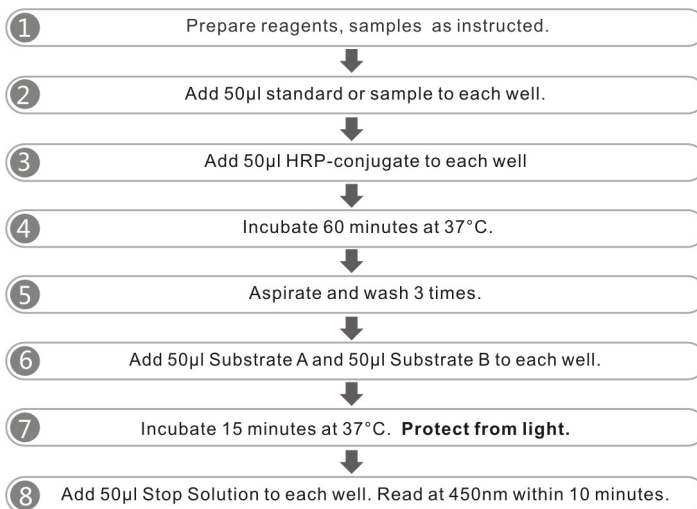 1 Prepare reagents, samples as instructed.
2 Add 50μl standard or sample to each well.
3 Add 50μl HRP-conjugate to each well
4 Incubate 60 minutes at 37°C.
5 Aspirate and wash 3 times.
6 Add 50μl Substrate A and 50μl Substrate B to each well.
7 Incubate 15 minutes at 37°C. Protect from light.
8 Add 50μl Stop Solution to each well. Read at 450nm within 10 minutes.